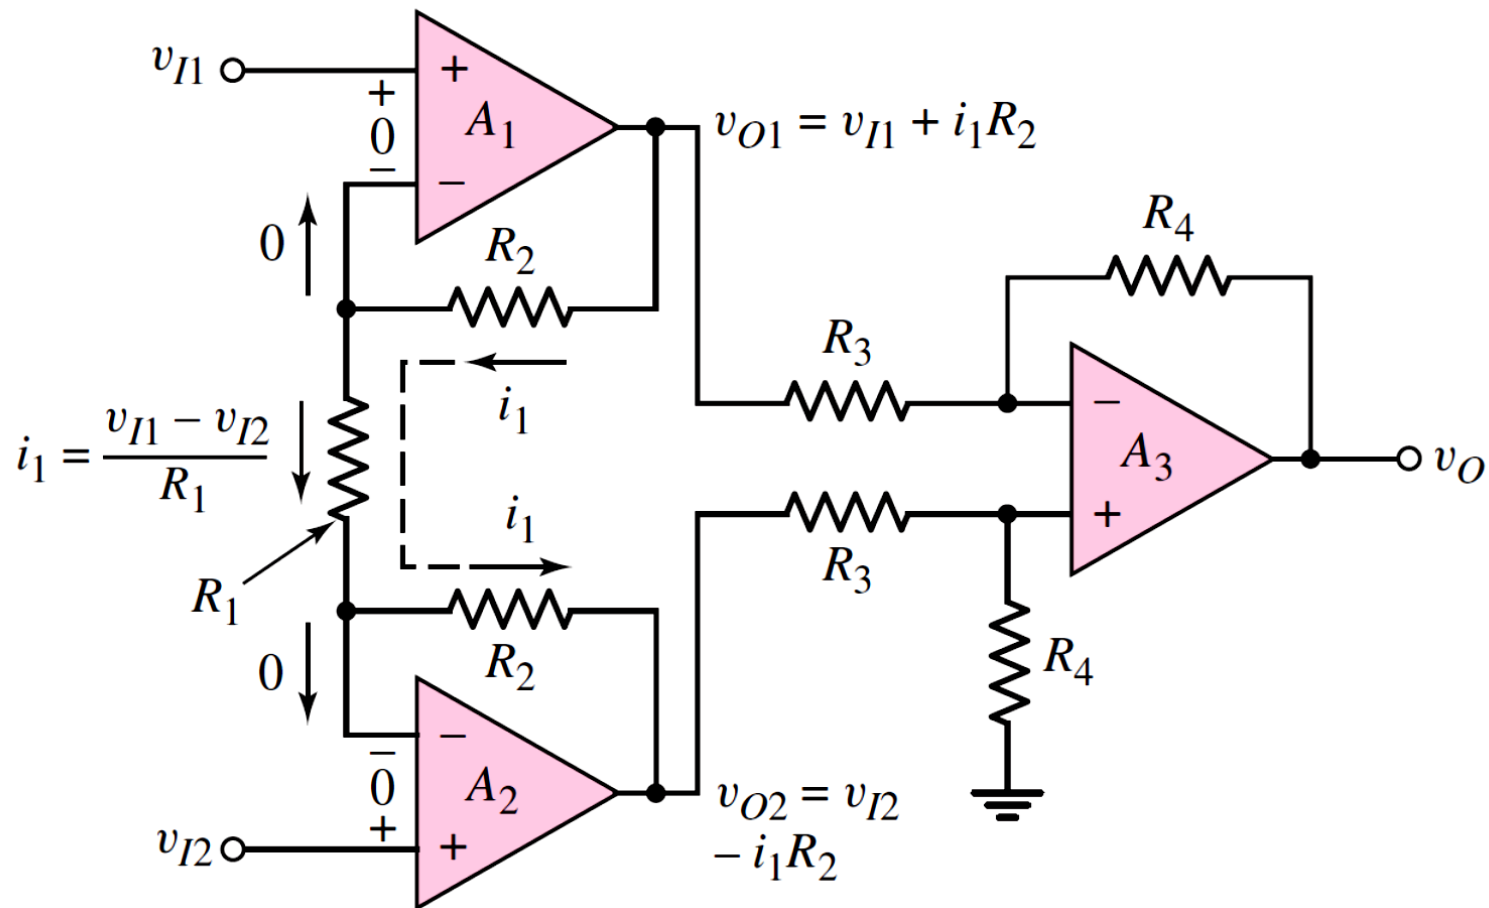 v_{I1}
+
+
0
A_1
−
−
v_{O1} = v_{I1} + i_1R_2
0
R_2
R_4
R_3
i_1
i_1 = \frac{v_{I1} − v_{I2}}{R_1}
−
A_3
v_O
i_1
+
R_3
R_1
R_2
R_4
0
−
−
0
A_2
+
+
v_{I2}
v_{O2} = v_{I2}
− i_1R_2